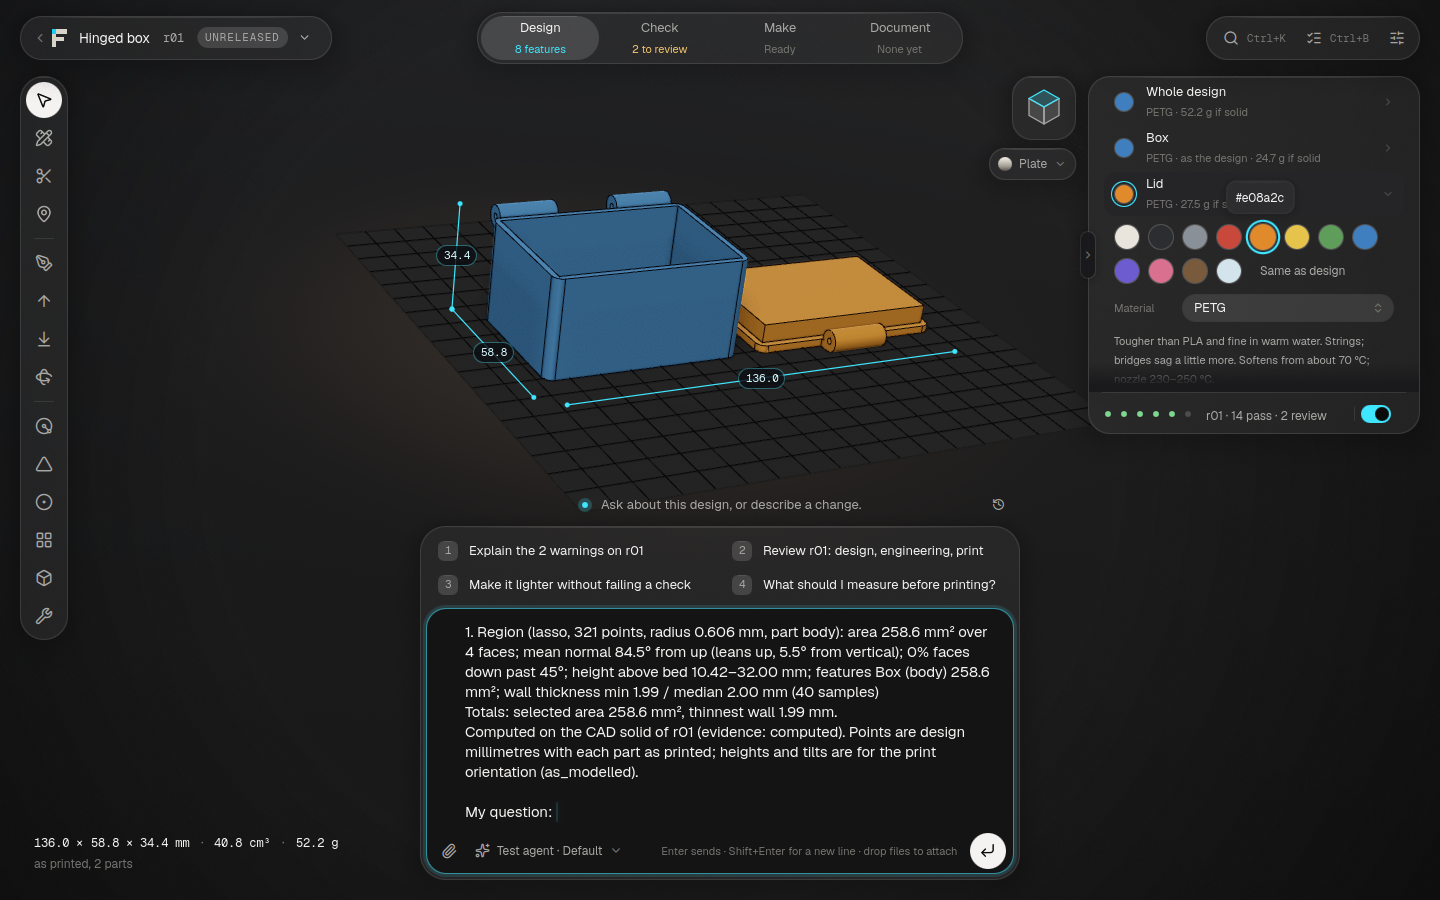 Hinged box r01 UNRELEASED
Design
8 features
Check
2 to review
Make
Ready
Document
None yet
Ctrl+K
Ctrl+B
Plate
Whole design
PETG · 52.2 g if solid
Box
PETG · as the design · 24.7 g if solid
Lid
PETG · 27.5 g if s
#e08a2c
Same as design
Material PETG
Tougher than PLA and fine in warm water. Strings;
bridges sag a little more. Softens from about 70 °C;
nozzle 230–250 °C.
r01 · 14 pass · 2 review
34.4
58.8
136.0
Ask about this design, or describe a change.
1 Explain the 2 warnings on r01
2 Review r01: design, engineering, print
3 Make it lighter without failing a check
4 What should I measure before printing?
1. Region (lasso, 321 points, radius 0.606 mm, part body): area 258.6 mm² over
4 faces; mean normal 84.5° from up (leans up, 5.5° from vertical); 0% faces
down past 45°; height above bed 10.42–32.00 mm; features Box (body) 258.6
mm²; wall thickness min 1.99 / median 2.00 mm (40 samples)
Totals: selected area 258.6 mm², thinnest wall 1.99 mm.
Computed on the CAD solid of r01 (evidence: computed). Points are design
millimetres with each part as printed; heights and tilts are for the print
orientation (as_modelled).
My question:
Test agent · Default
Enter sends · Shift+Enter for a new line · drop files to attach
136.0 × 58.8 × 34.4 mm · 40.8 cm³ · 52.2 g
as printed, 2 parts